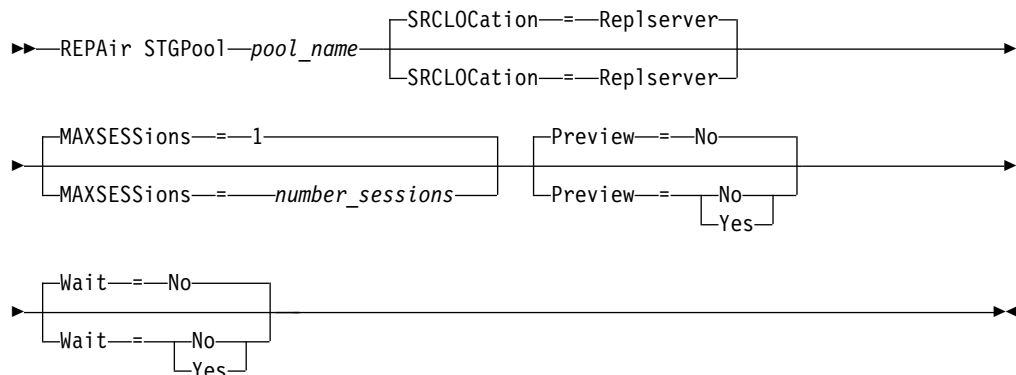 SRCLOCation = Replserver
REPAir STGPool pool_name
SRCLOCation = Replserver
MAXSESSions = 1
Preview = No
MAXSESSions = number_sessions
Preview = No
Yes
Wait = No
Wait = No
Yes